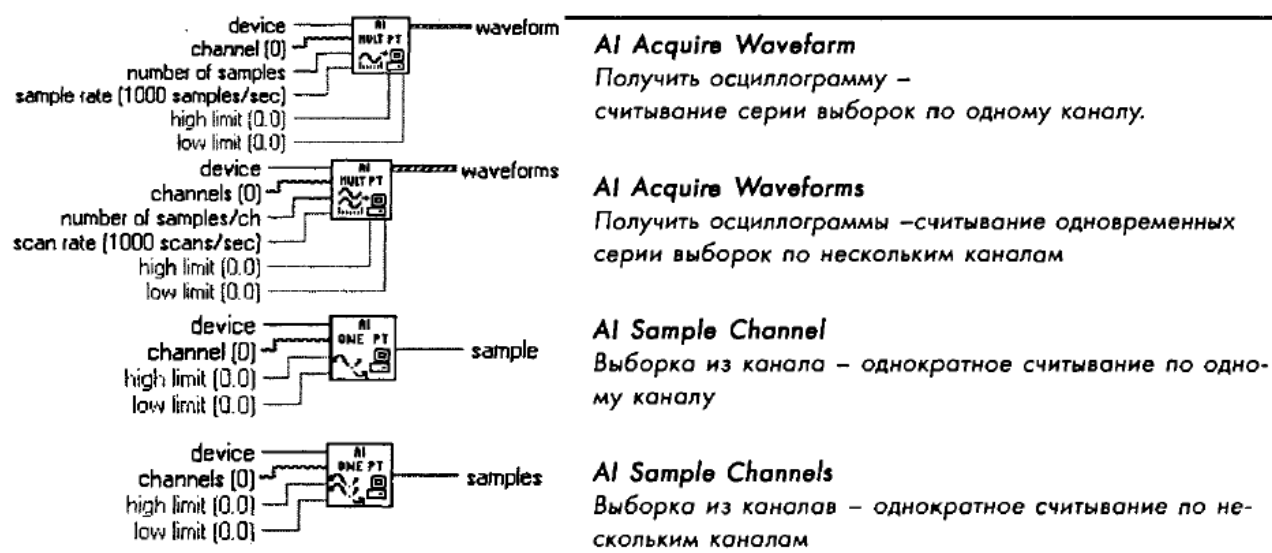 device
channel (0)
number of samples
sample rate (1000 samples/sec)
high limit (0.0)
low limit (0.0)
AI
MULT PT
waveform
AI Acquire Waveform
Получить осциллограмму –
считывание серии выборок по одному каналу.
device
channels (0)
number of samples/ch
scan rate (1000 scans/sec)
high limit (0.0)
low limit (0.0)
AI
MULT PT
waveforms
AI Acquire Waveforms
Получить осциллограммы –считывание одновременных
серии выборок по нескольким каналам
device
channel (0)
high limit (0.0)
low limit (0.0)
AI
ONE PT
sample
AI Sample Channel
Выборка из канала – однократное считывание по одно-
му каналу
device
channels (0)
high limit (0.0)
low limit (0.0)
AI
ONE PT
samples
AI Sample Channels
Выборка из каналав – однократное считывание по не-
скольким каналам